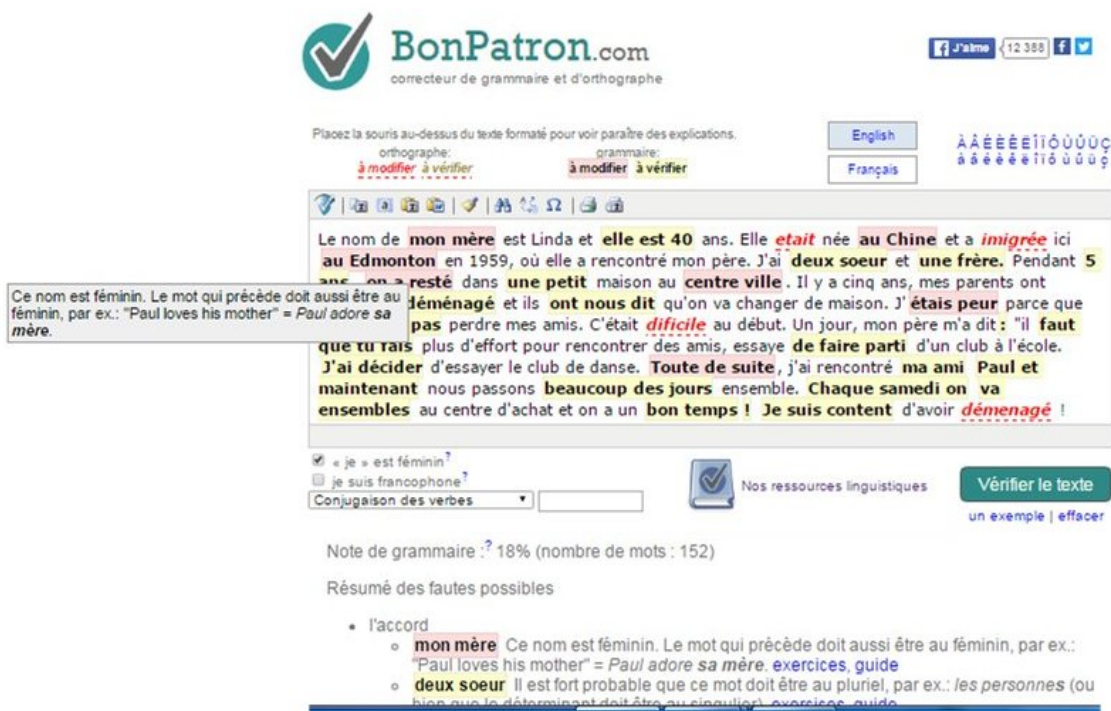 BonPatron.com
correcteur de grammaire et d'orthographe
J'aime 12 388
Placez la souris au-dessus du texte formaté pour voir paraître des explications.
orthographe: grammaire:
à modifier à vérifier à modifier à vérifier
English
Français
À Â É È Ê Ë Î Ï Ô Ù Û Ü Ç
à â é è ê ë î ï ô ù û ü ç
Le nom de mon mère est Linda et elle est 40 ans. Elle etait née au Chine et a imigrée ici
au Edmonton en 1959, où elle a rencontré mon père. J'ai deux soeur et une frère. Pendant 5
ans on a resté dans une petit maison au centre ville . Il y a cinq ans, mes parents ont
déménagé et ils ont nous dit qu'on va changer de maison. J' étais peur parce que
pas perdre mes amis. C'était dificile au début. Un jour, mon père m'a dit : "il faut
que tu fais plus d'effort pour rencontrer des amis, essaye de faire parti d'un club à l'école.
J'ai décider d'essayer le club de danse. Toute de suite, j'ai rencontré ma ami Paul et
maintenant nous passons beaucoup des jours ensemble. Chaque samedi on va
ensembles au centre d'achat et on a un bon temps ! Je suis content d'avoir démenagé !
Ce nom est féminin. Le mot qui précède doit aussi être au
féminin, par ex.: "Paul loves his mother" = Paul adore sa
mère.
« je » est féminin?
je suis francophone?
Conjugaison des verbes
Nos ressources linguistiques
Vérifier le texte
un exemple | effacer
Note de grammaire :? 18% (nombre de mots : 152)
Résumé des fautes possibles
• l'accord
○ mon mère Ce nom est féminin. Le mot qui précède doit aussi être au féminin, par ex.:
"Paul loves his mother" = Paul adore sa mère. exercices, guide
○ deux soeur Il est fort probable que ce mot doit être au pluriel, par ex.: les personnes (ou
bien que le déterminant doit être au singulier). exercices, guide